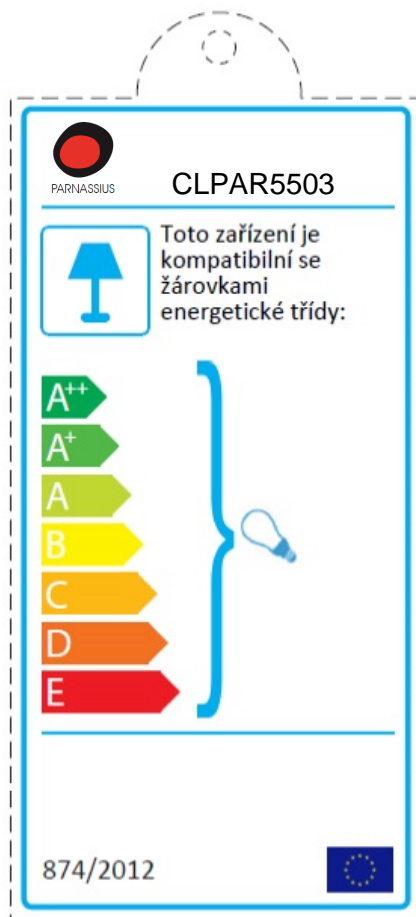 PARNASSIUS
CLPAR5503
Toto zařízení je
kompatibilní se
žárovkami
energetické třídy:
A++
A+
A
B
C
D
E
874/2012